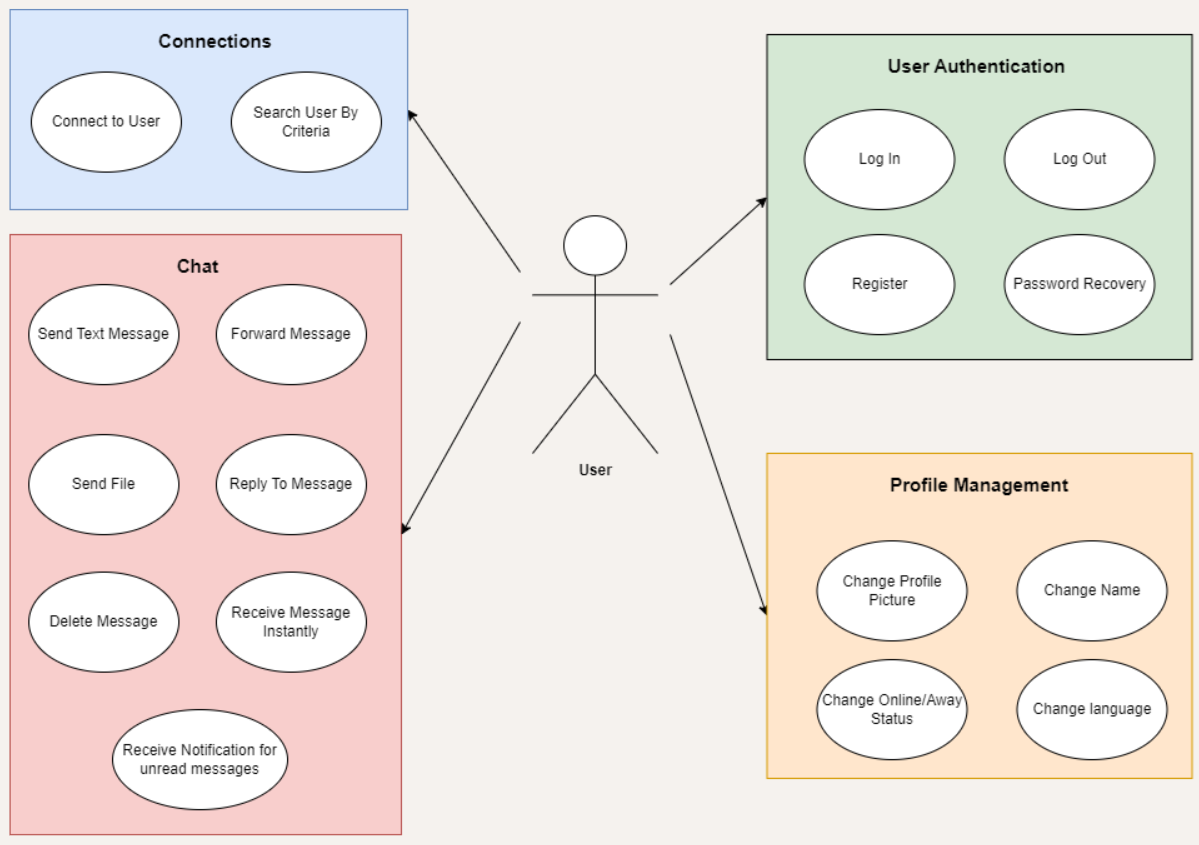 Connections
Connect to User
Search User By
Criteria
Chat
Send Text Message
Forward Message
Send File
Reply To Message
Delete Message
Receive Message
Instantly
Receive Notification for
unread messages
User
User Authentication
Log In
Log Out
Register
Password Recovery
Profile Management
Change Profile
Picture
Change Name
Change Online/Away
Status
Change language